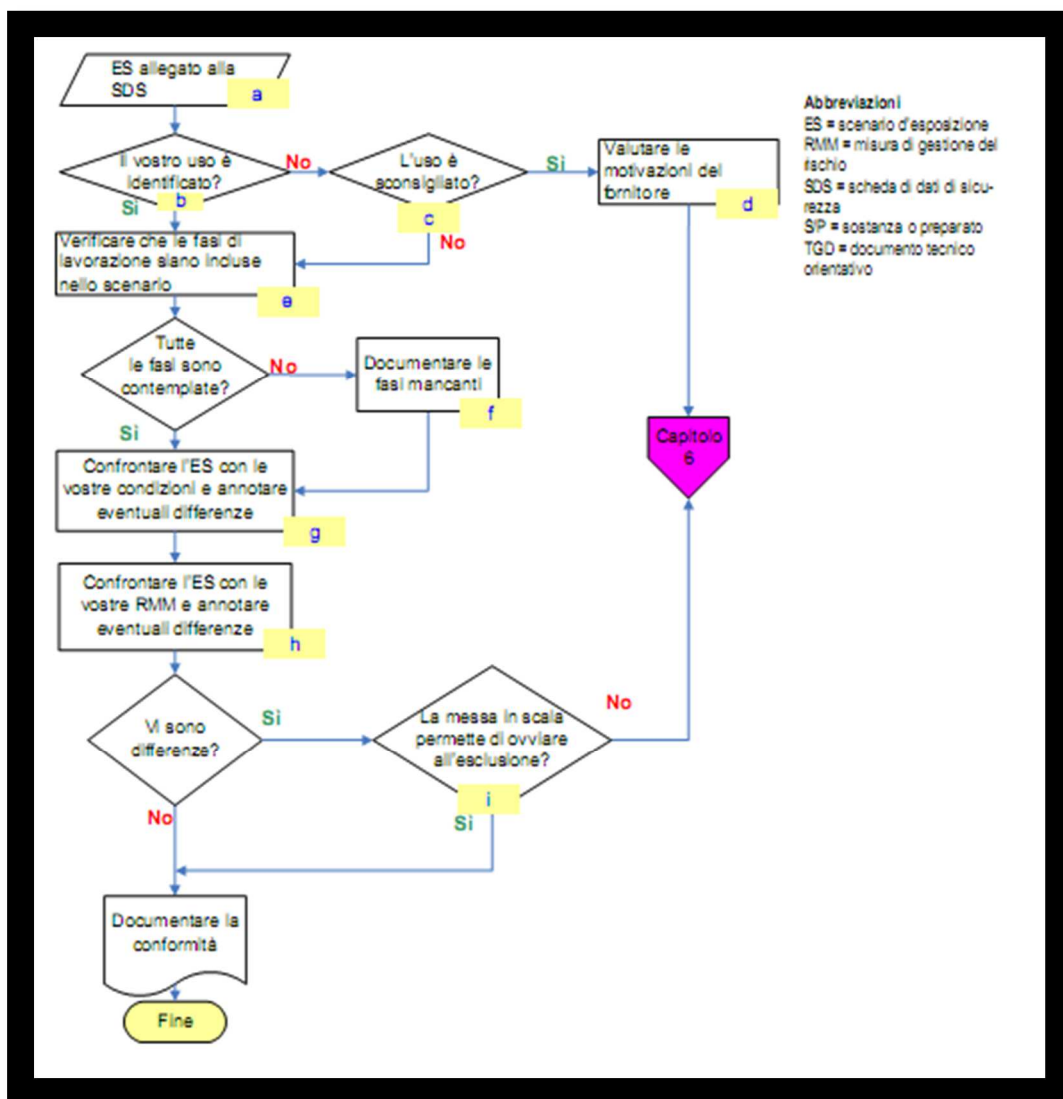 ES allegato alla
SDS
a
Il vostro uso è
identificato?
b
No
Sì
L'uso è
sconsigliato?
c
Sì
No
Valutare le
motivazioni del
fornitore
d
Abbreviazioni
ES = scenario d'esposizione
RMM = misura di gestione del
rischio
SDS = scheda di dati di sicu-
rezza
S/P = sostanza o preparato
TGD = documento tecnico
orientativo
Verificare che le fasi di
lavorazione siano incluse
nello scenario
e
Tutte
le fasi sono
contemplate?
No
Sì
Documentare le
fasi mancanti
f
Capitolo
6
Confrontare l'ES con le
vostre condizioni e annotare
eventuali differenze
g
Confrontare l'ES con le
vostre RMM e annotare
eventuali differenze
h
Vi sono
differenze?
Sì
No
La messa in scala
permette di ovviare
all'esclusione?
i
No
Sì
Documentare la
conformità
Fine